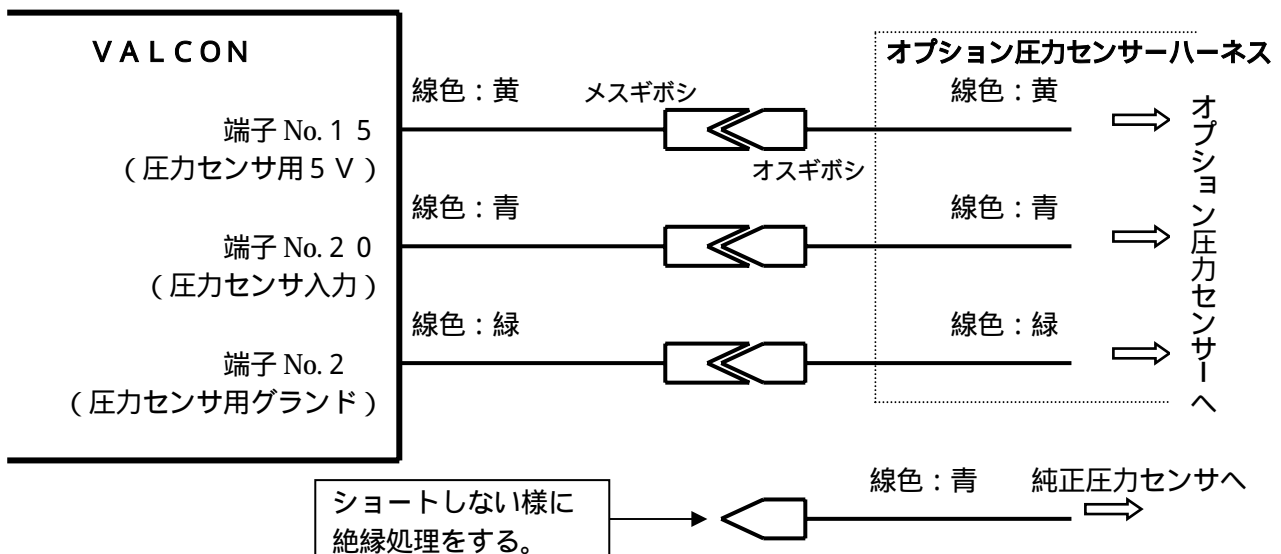 VALCON
オプション圧力センサーハーネス
線色：黄
メスギボシ
線色：黄
端子 No.１５
（圧力センサ用５Ｖ）
オスギボシ
線色：青
線色：青
端子 No.２０
（圧力センサ入力）
線色：緑
線色：緑
端子 No.２
（圧力センサ用グランド）
オプション圧力センサーへ
線色：青
純正圧力センサへ
ショートしない様に
絶縁処理をする。